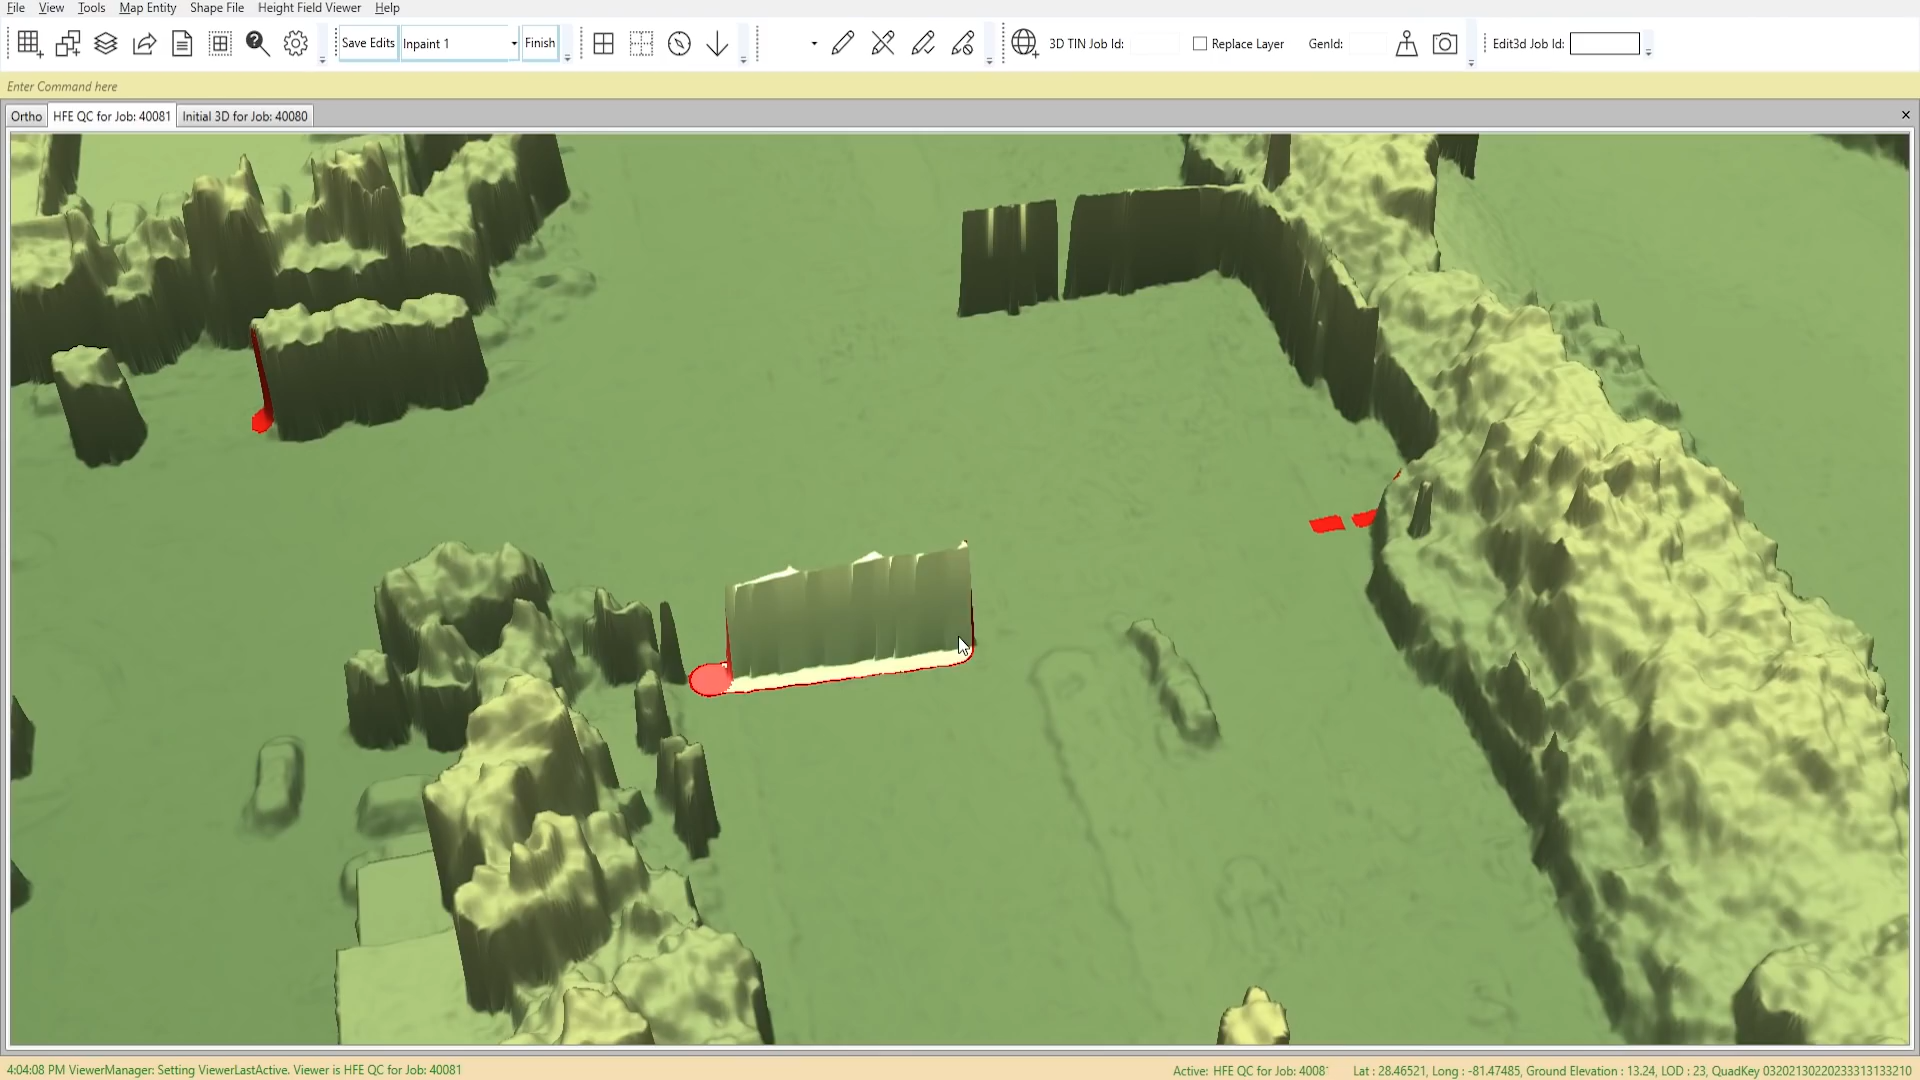 File View Tools Map Entity Shape File Height Field Viewer Help
Save Edits Inpaint 1 Finish 3D TIN Job Id: Replace Layer GenId: Edit3d Job Id:
Enter Command here
Ortho HFE QC for Job: 40081 Initial 3D for Job: 40080
4:04:08 PM ViewerManager: Setting ViewerLastActive. Viewer is HFE QC for Job: 40081 Active: HFE QC for Job: 4008 Lat : 28.46521, Long : -81.47485, Ground Elevation : 13.24, LOD : 23, QuadKey 03202130220233313133210